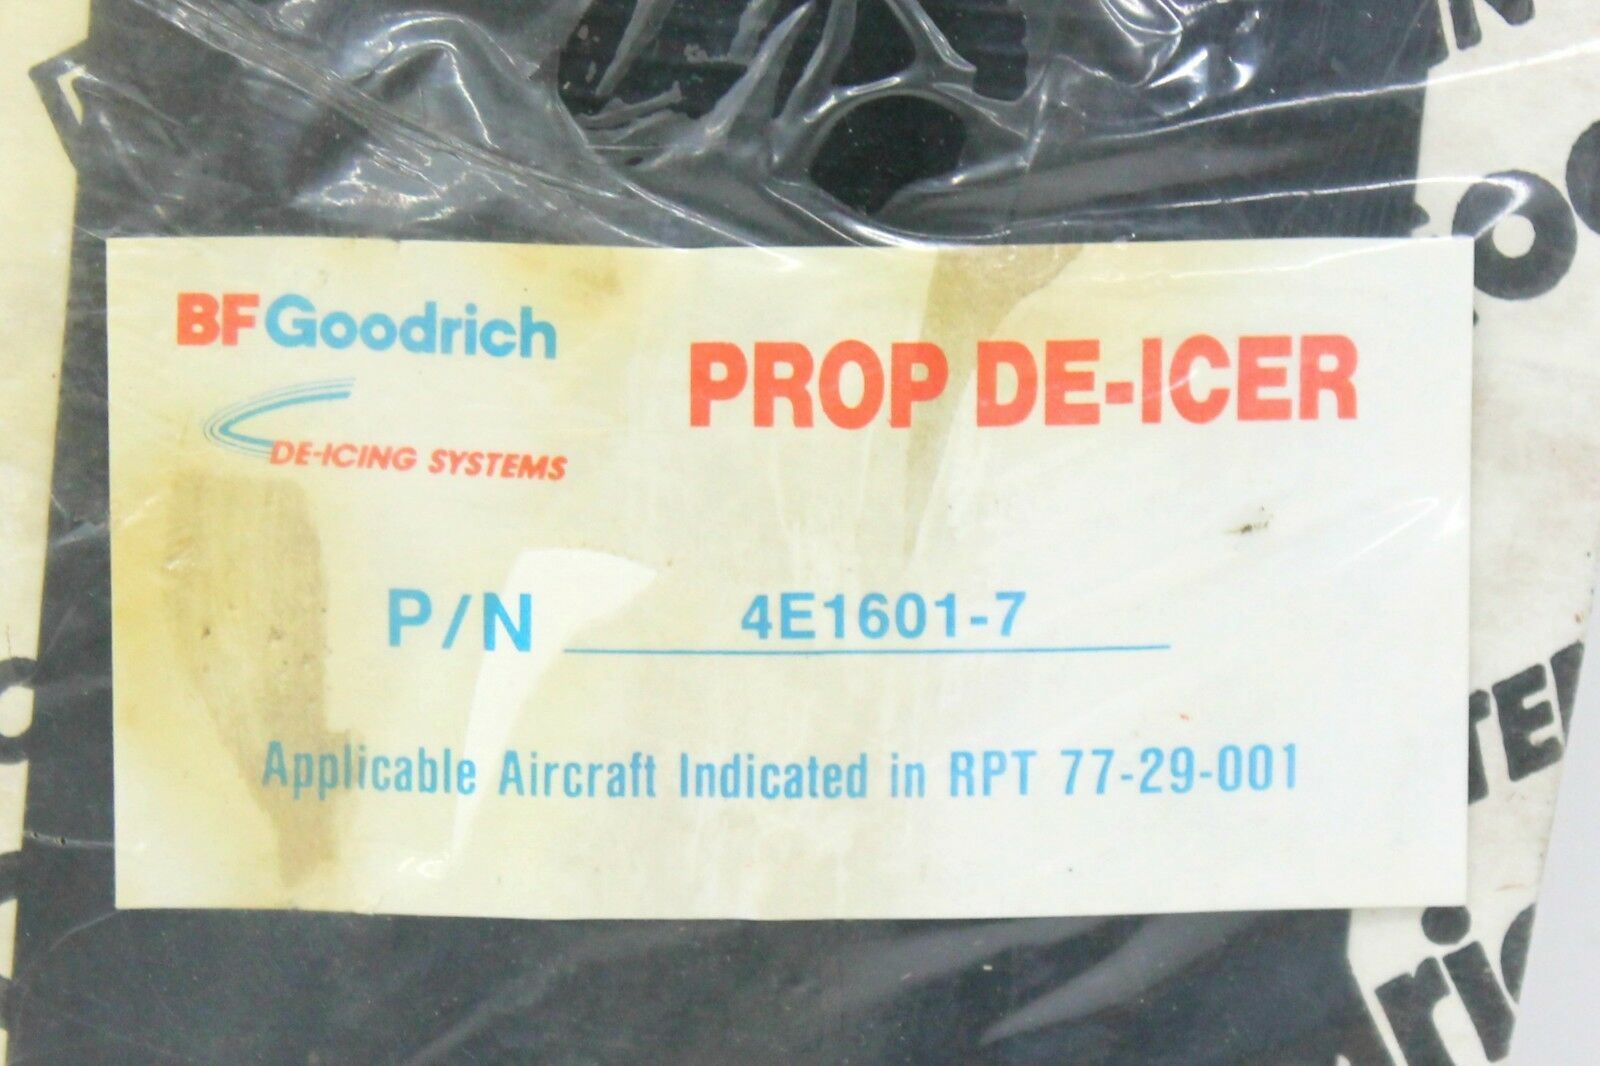 BFGoodrich
DE-ICING SYSTEMS
PROP DE-ICER
P/N 4E1601-7
Applicable Aircraft Indicated in RPT 77-29-001